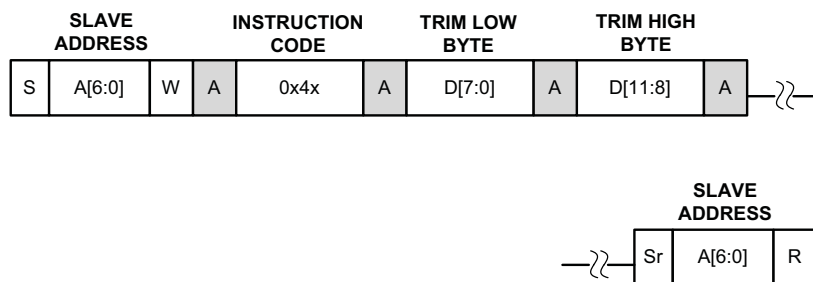 SLAVE ADDRESS INSTRUCTION CODE TRIM LOW BYTE TRIM HIGH BYTE
S A[6:0] W A 0x4x A D[7:0] A D[11:8] A
SLAVE ADDRESS
Sr A[6:0] R